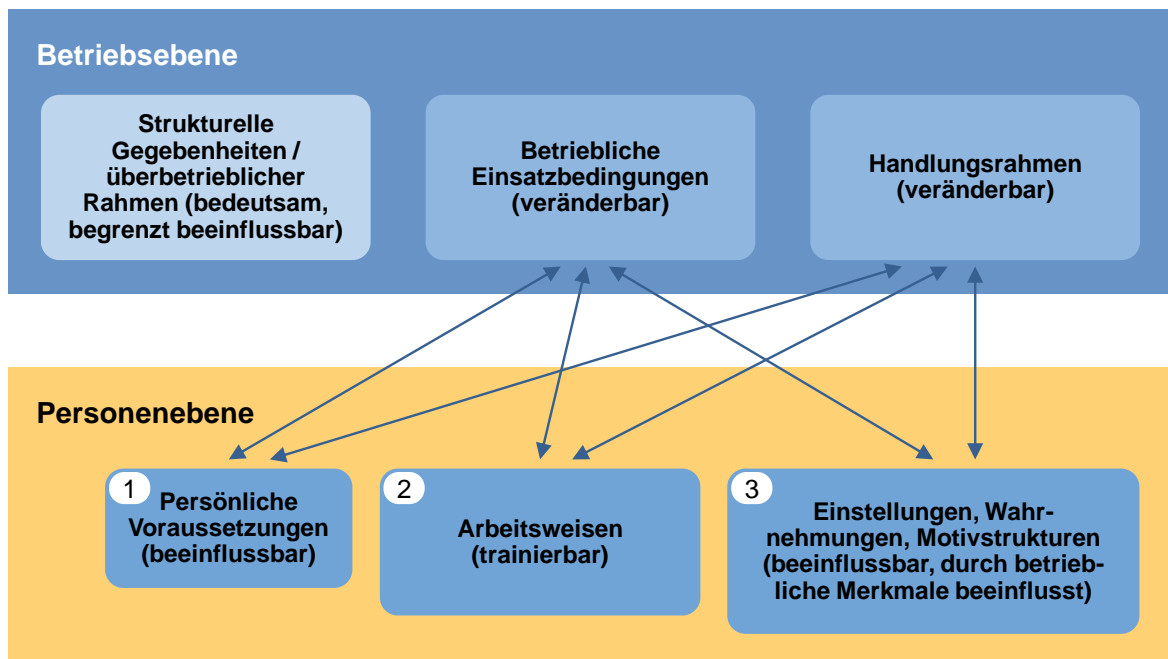 Betriebsebene
Strukturelle
Gegebenheiten /
überbetrieblicher
Rahmen (bedeutsam,
begrenzt beeinflussbar)
Betriebliche
Einsatzbedingungen
(veränderbar)
Handlungsrahmen
(veränderbar)
Personenebene
1
Persönliche
Voraussetzungen
(beeinflussbar)
2
Arbeitsweisen
(trainierbar)
3
Einstellungen, Wahr-
nehmungen, Motivstrukturen
(beeinflussbar, durch betrieb-
liche Merkmale beeinflusst)